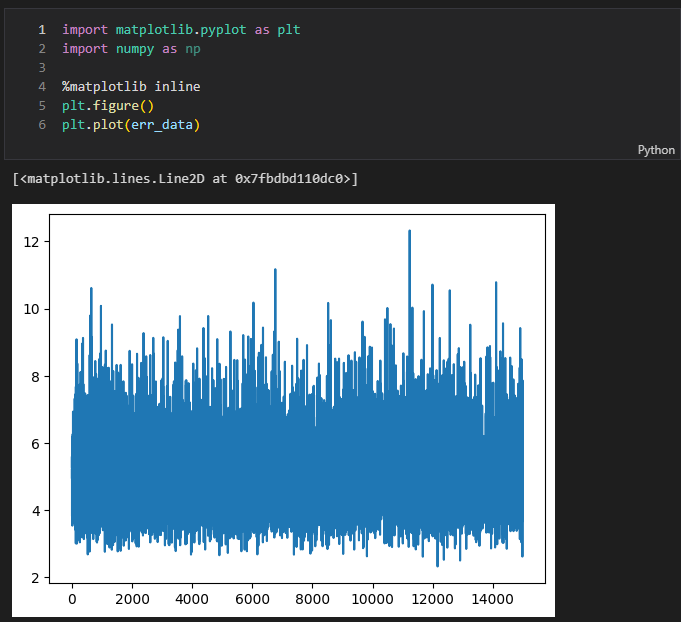 1 import matplotlib.pyplot as plt
2 import numpy as np
3
4 %matplotlib inline
5 plt.figure()
6 plt.plot(err_data)
Python
[<matplotlib.lines.Line2D at 0x7fbdbd110dc0>]
12
10
8
6
4
2
0 2000 4000 6000 8000 10000 12000 14000